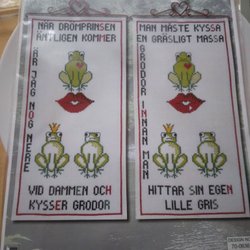 NÄR DRÖMPRINSEN
ÄNTLIGEN KOMMER
ÄR JAG NOG NERE
VID DAMMEN OCH
KYSSER GRODOR
MAN MÅSTE KYSSA
EN GRÄSLIGT MASSA
GRODOR INNAN MAN
HITTAR SIN EGEN
LILLE GRIS